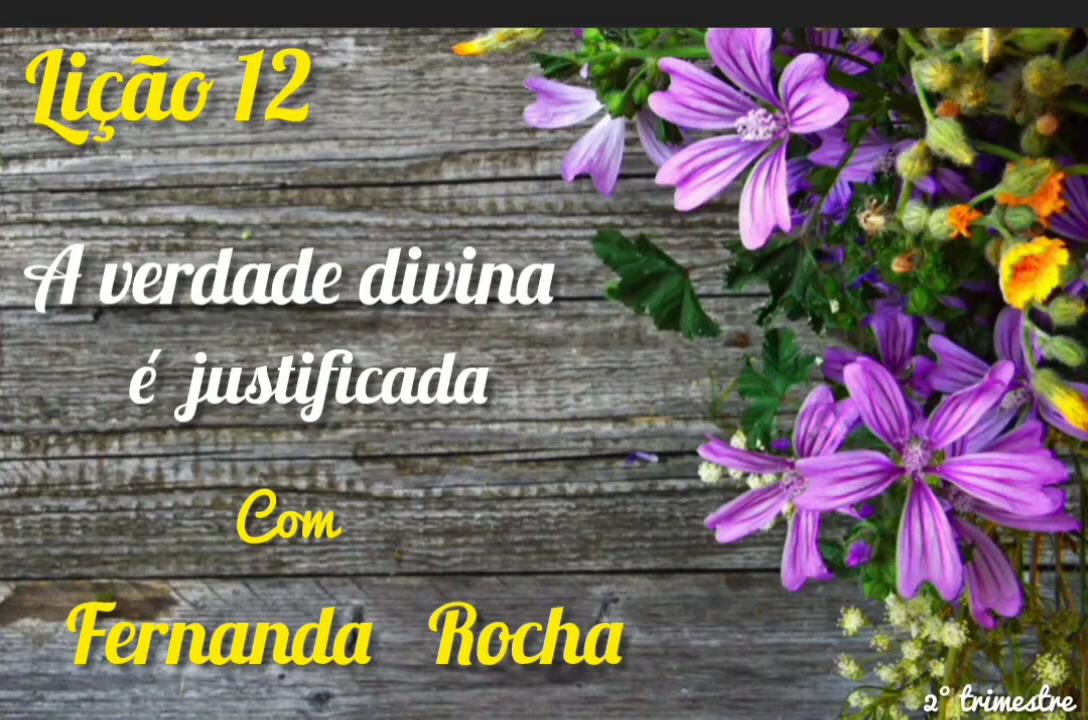 Lição 12
A verdade divina
é justificada
Com
Fernanda Rocha
2° trimestre